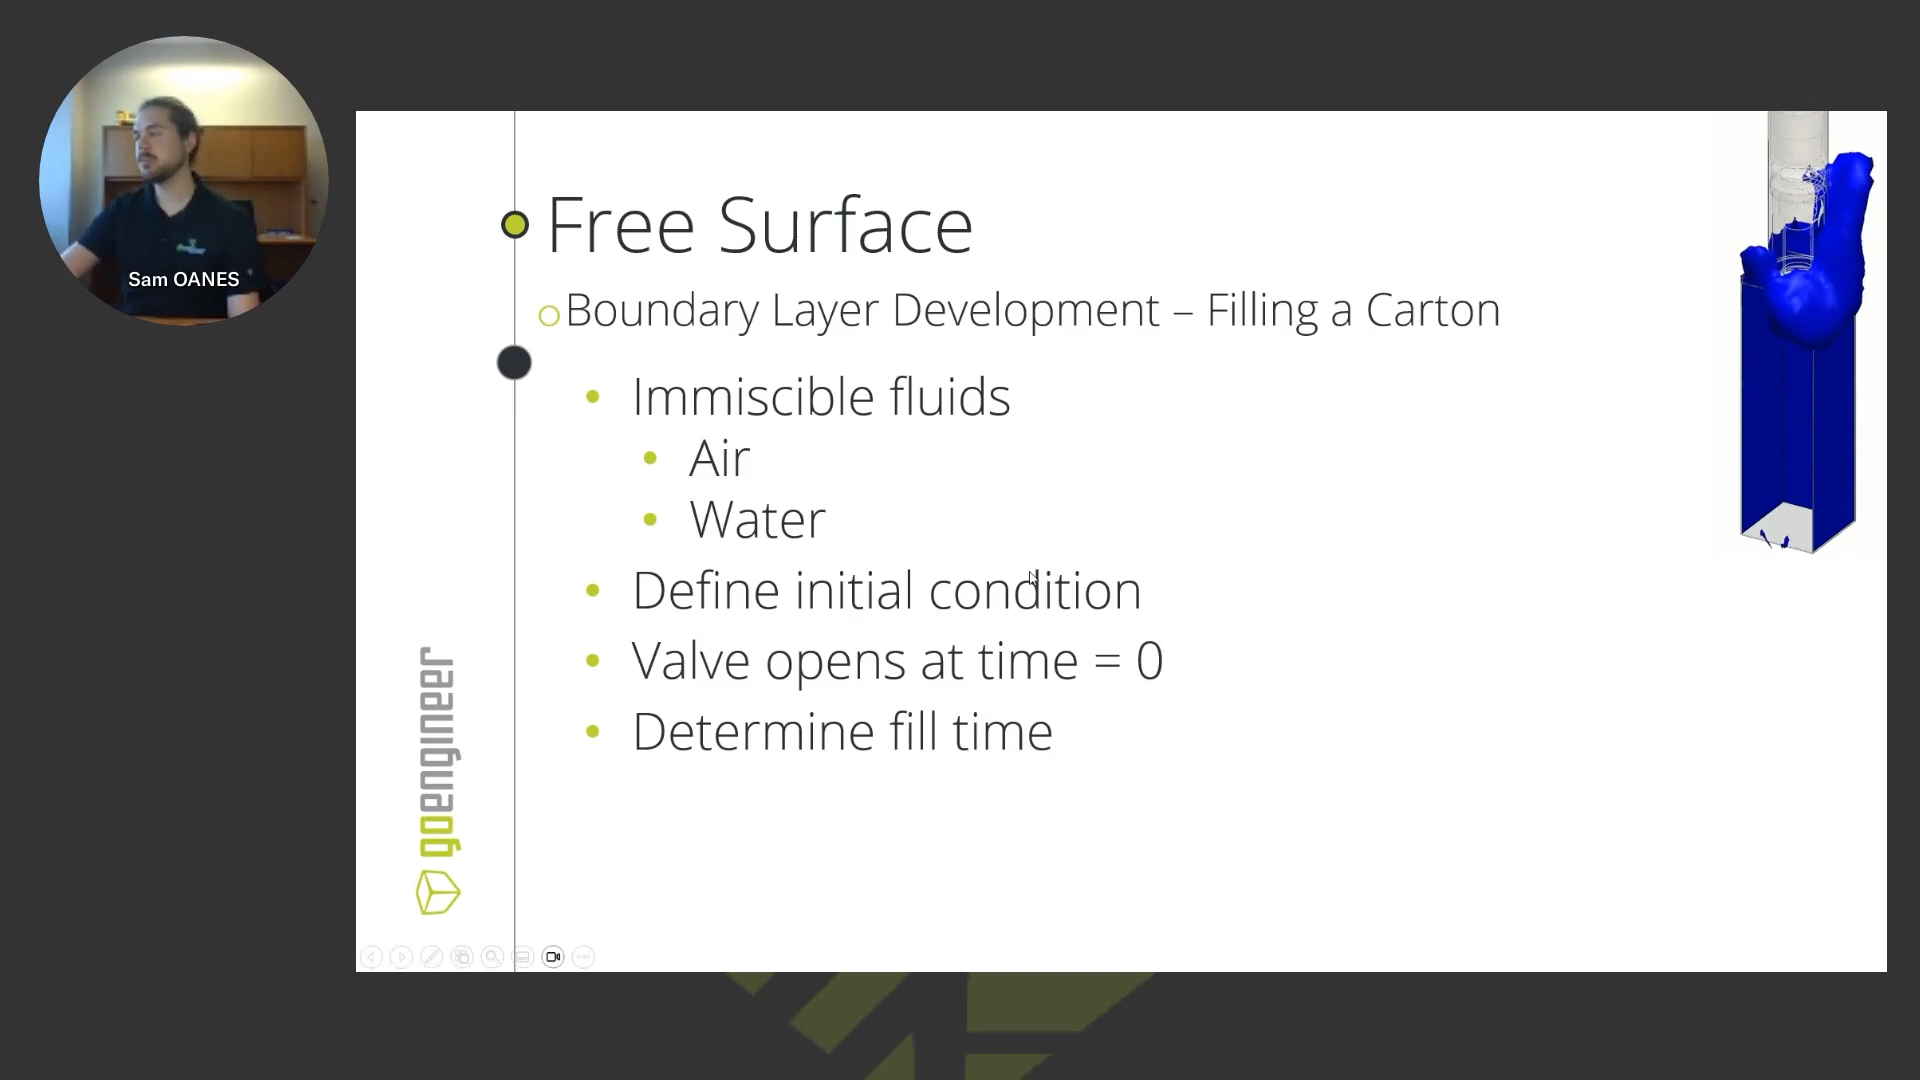 Sam OANES
Free Surface
Boundary Layer Development – Filling a Carton
Immiscible fluids
Air
Water
Define initial condition
Valve opens at time = 0
Determine fill time
goengineer